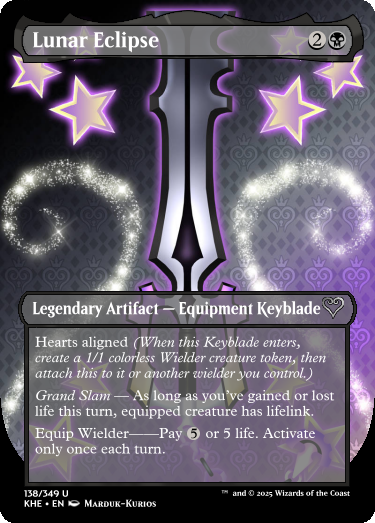 Lunar Eclipse 2
Legendary Artifact — Equipment Keyblade
Hearts aligned (When this Keyblade enters,
create a 1/1 colorless Wielder creature token, then
attach this to it or another wielder you control.)
Grand Slam — As long as you've gained or lost
life this turn, equipped creature has lifelink.
Equip Wielder——Pay 5 or 5 life. Activate
only once each turn.
138/349 U ™ and © 2025 Wizards of the Coast
KHE • EN Marduk-Kurios